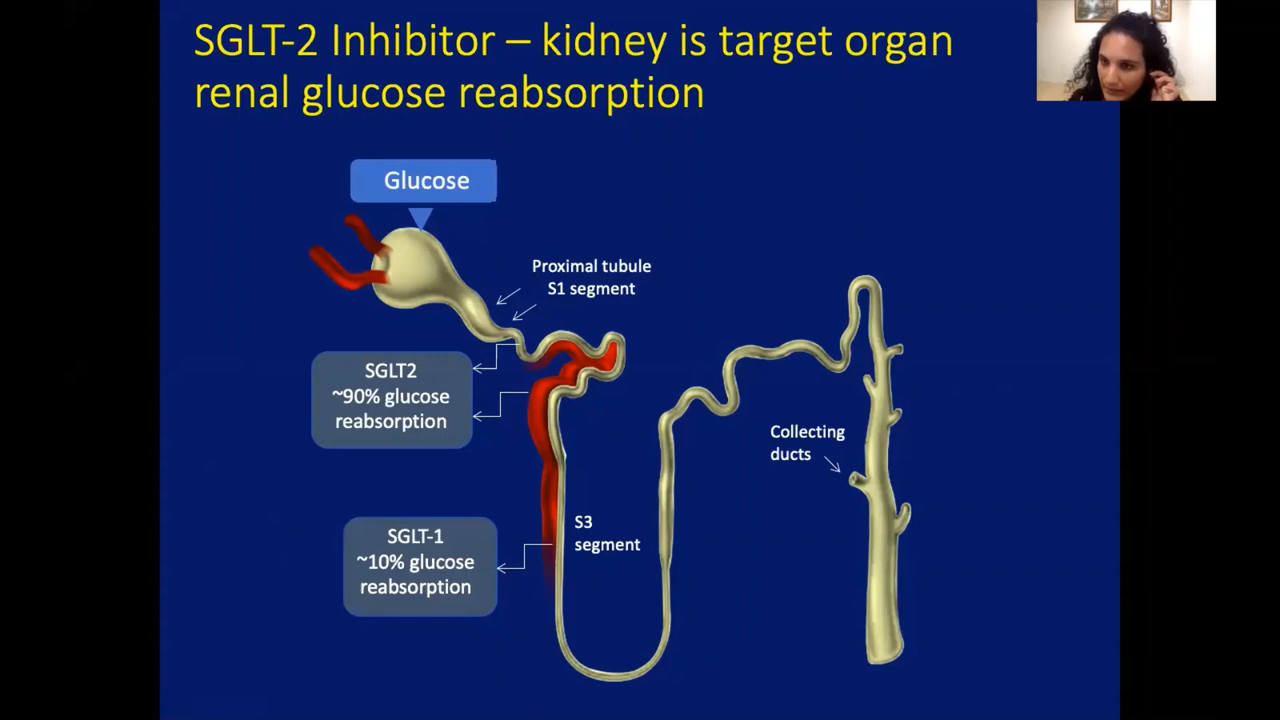 SGLT-2 Inhibitor – kidney is target organ
renal glucose reabsorption
Glucose
Proximal tubule
S1 segment
SGLT2
~90% glucose
reabsorption
Collecting
ducts
S3
segment
SGLT-1
~10% glucose
reabsorption